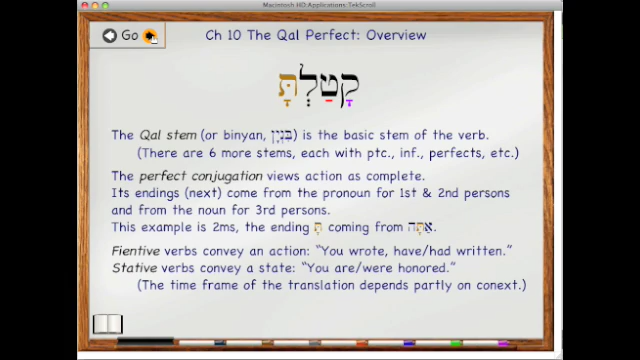 Macintosh HD:Applications:TekScroll
Go
Ch 10 The Qal Perfect: Overview
קָטַלְתָּ
The Qal stem (or binyan, בִּנְיָן) is the basic stem of the verb.
(There are 6 more stems, each with ptc., inf., perfects, etc.)
The perfect conjugation views action as complete.
Its endings (next) come from the pronoun for 1st & 2nd persons
and from the noun for 3rd persons.
This example is 2ms, the ending תָּ coming from אַתָּה.
Fientive verbs convey an action: “You wrote, have/had written.”
Stative verbs convey a state: “You are/were honored.”
(The time frame of the translation depends partly on conext.)